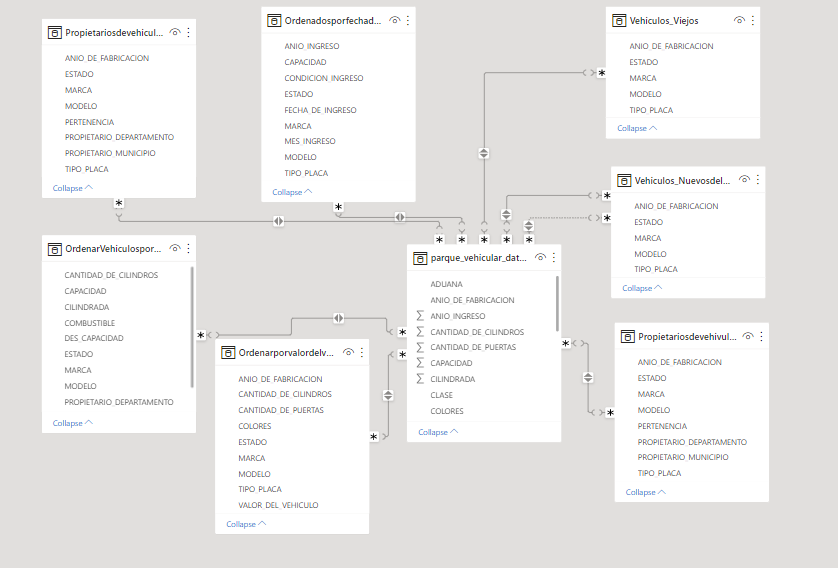 Propietariosdevehicul...
ANIO_DE_FABRICACION
ESTADO
MARCA
MODELO
PERTENENCIA
PROPIETARIO_DEPARTAMENTO
PROPIETARIO_MUNICIPIO
TIPO_PLACA
Collapse
Ordenadosporfechad...
ANIO_INGRESO
CAPACIDAD
CONDICION_INGRESO
ESTADO
FECHA_DE_INGRESO
MARCA
MES_INGRESO
MODELO
TIPO_PLACA
Collapse
Vehiculos_Viejos
ANIO_DE_FABRICACION
ESTADO
MARCA
MODELO
TIPO_PLACA
Collapse
Vehiculos_Nuevosdel...
ANIO_DE_FABRICACION
ESTADO
MARCA
MODELO
TIPO_PLACA
Collapse
OrdenarVehiculospor...
CANTIDAD_DE_CILINDROS
CAPACIDAD
CILINDRADA
COMBUSTIBLE
DES_CAPACIDAD
ESTADO
MARCA
MODELO
PROPIETARIO_DEPARTAMENTO
Collapse
Ordenarporvalordelv...
ANIO_DE_FABRICACION
CANTIDAD_DE_CILINDROS
CANTIDAD_DE_PUERTAS
COLORES
ESTADO
MARCA
MODELO
TIPO_PLACA
VALOR_DEL_VEHICULO
Collapse
parque_vehicular_dat...
ADUANA
ANIO_DE_FABRICACION
∑ ANIO_INGRESO
∑ CANTIDAD_DE_CILINDROS
∑ CANTIDAD_DE_PUERTAS
∑ CAPACIDAD
∑ CILINDRADA
CLASE
COLORES
Collapse
Propietariosdevehivul...
ANIO_DE_FABRICACION
ESTADO
MARCA
MODELO
PERTENENCIA
PROPIETARIO_DEPARTAMENTO
PROPIETARIO_MUNICIPIO
TIPO_PLACA
Collapse